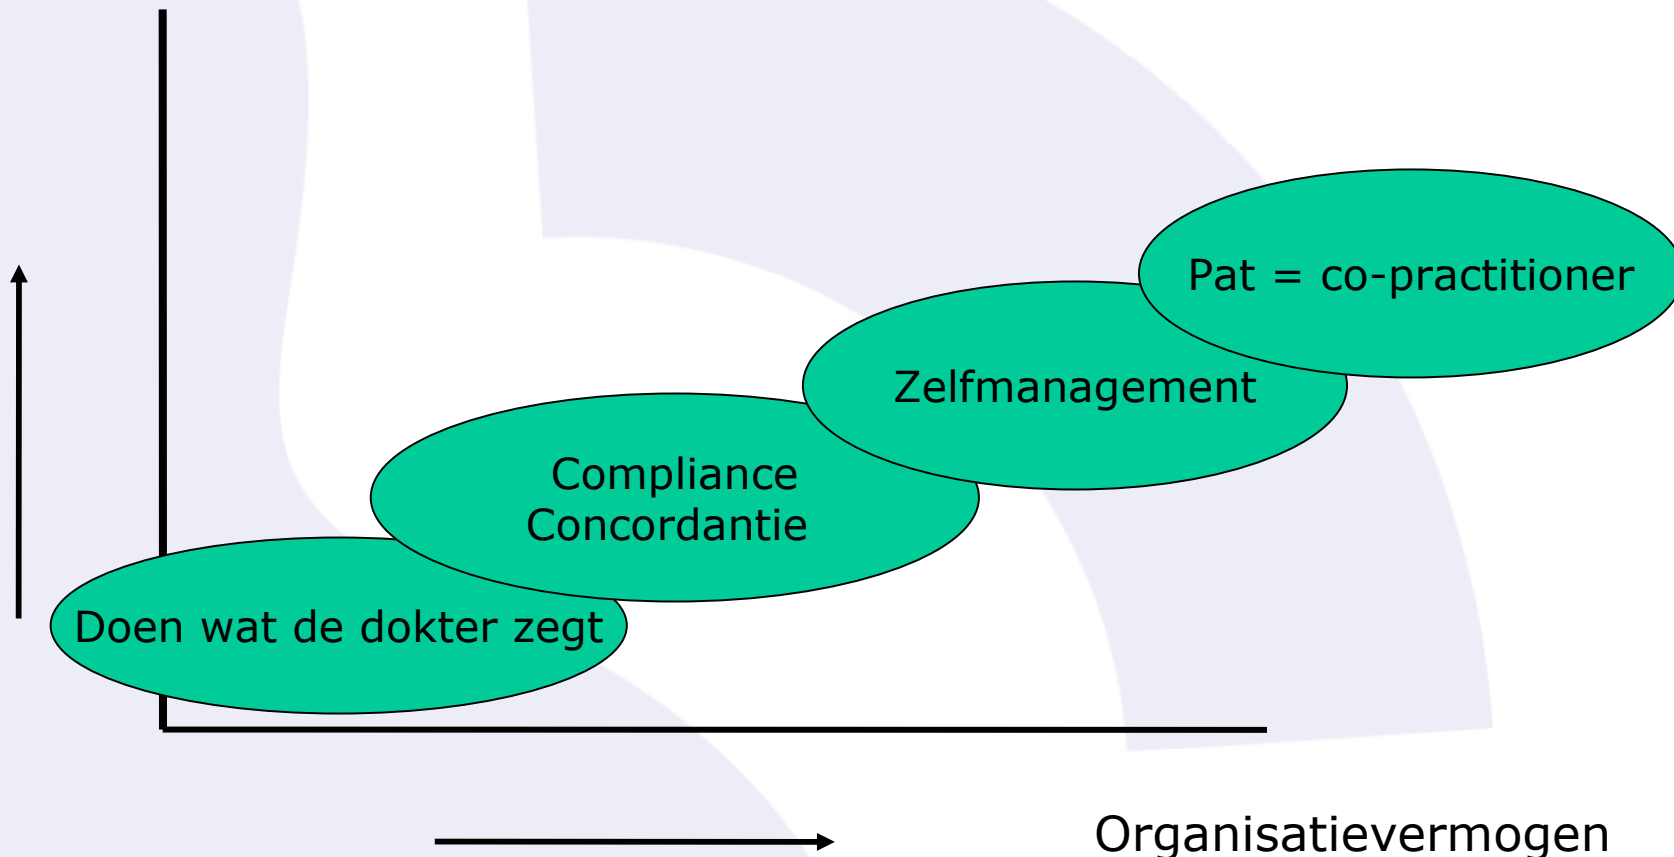 Pat = co-practitioner
Zelfmanagement
Compliance
Concordantie
Doen wat de dokter zegt
Organisatievermogen